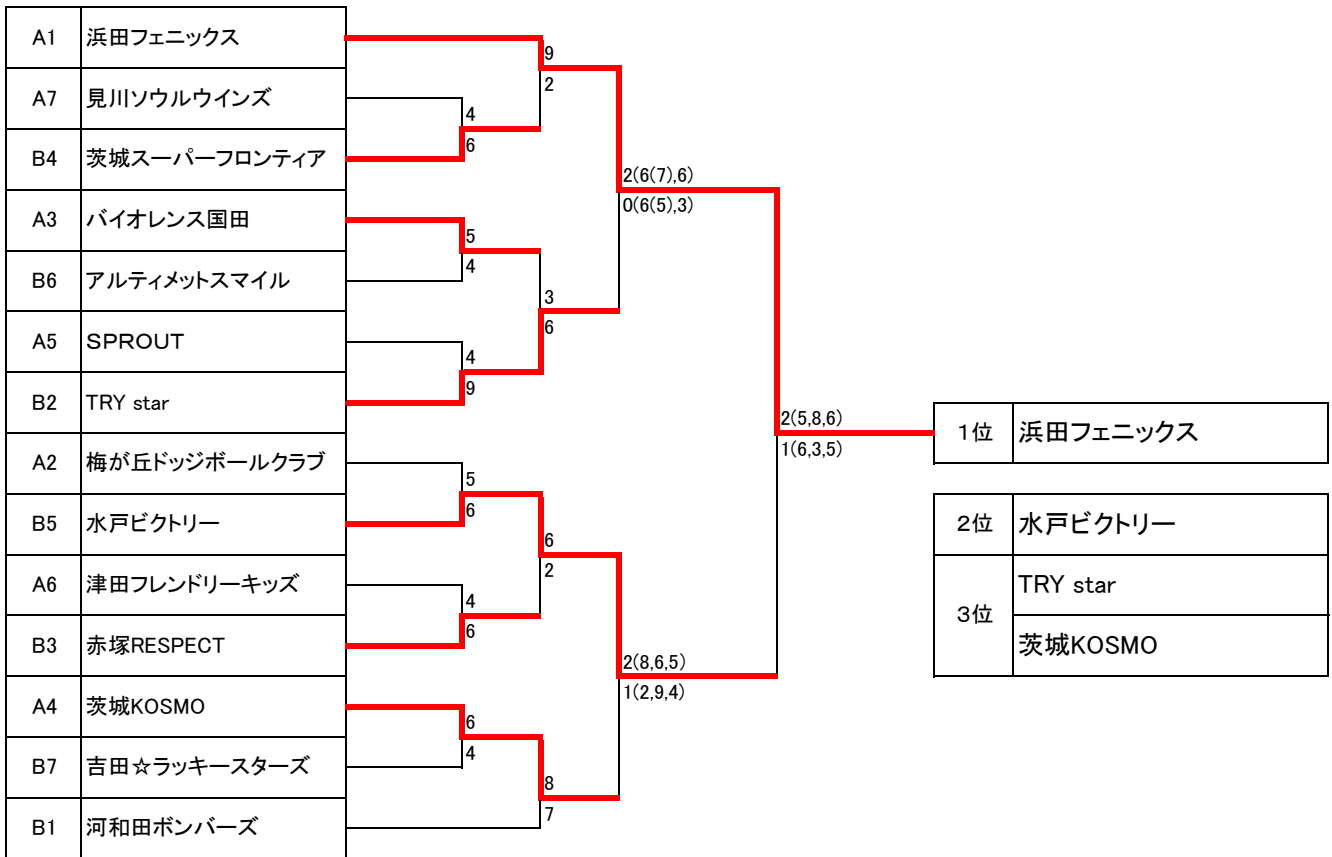 A1 浜田フェニックス
9
2
A7 見川ソウルウインズ
4
6
B4 茨城スーパーフロンティア
2(6(7),6)
0(6(5),3)
A3 バイオレンス国田
5
4
B6 アルティメットスマイル
3
6
A5 SPROUT
4
9
B2 TRY star
2(5,8,6)
1(6,3,5)
1位 浜田フェニックス
A2 梅が丘ドッジボールクラブ
5
6
B5 水戸ビクトリー
2位 水戸ビクトリー
6
2
A6 津田フレンドリーキッズ
4
6
3位 TRY star
茨城KOSMO
B3 赤塚RESPECT
2(8,6,5)
1(2,9,4)
A4 茨城KOSMO
6
4
B7 吉田☆ラッキースターズ
8
7
B1 河和田ボンバーズ